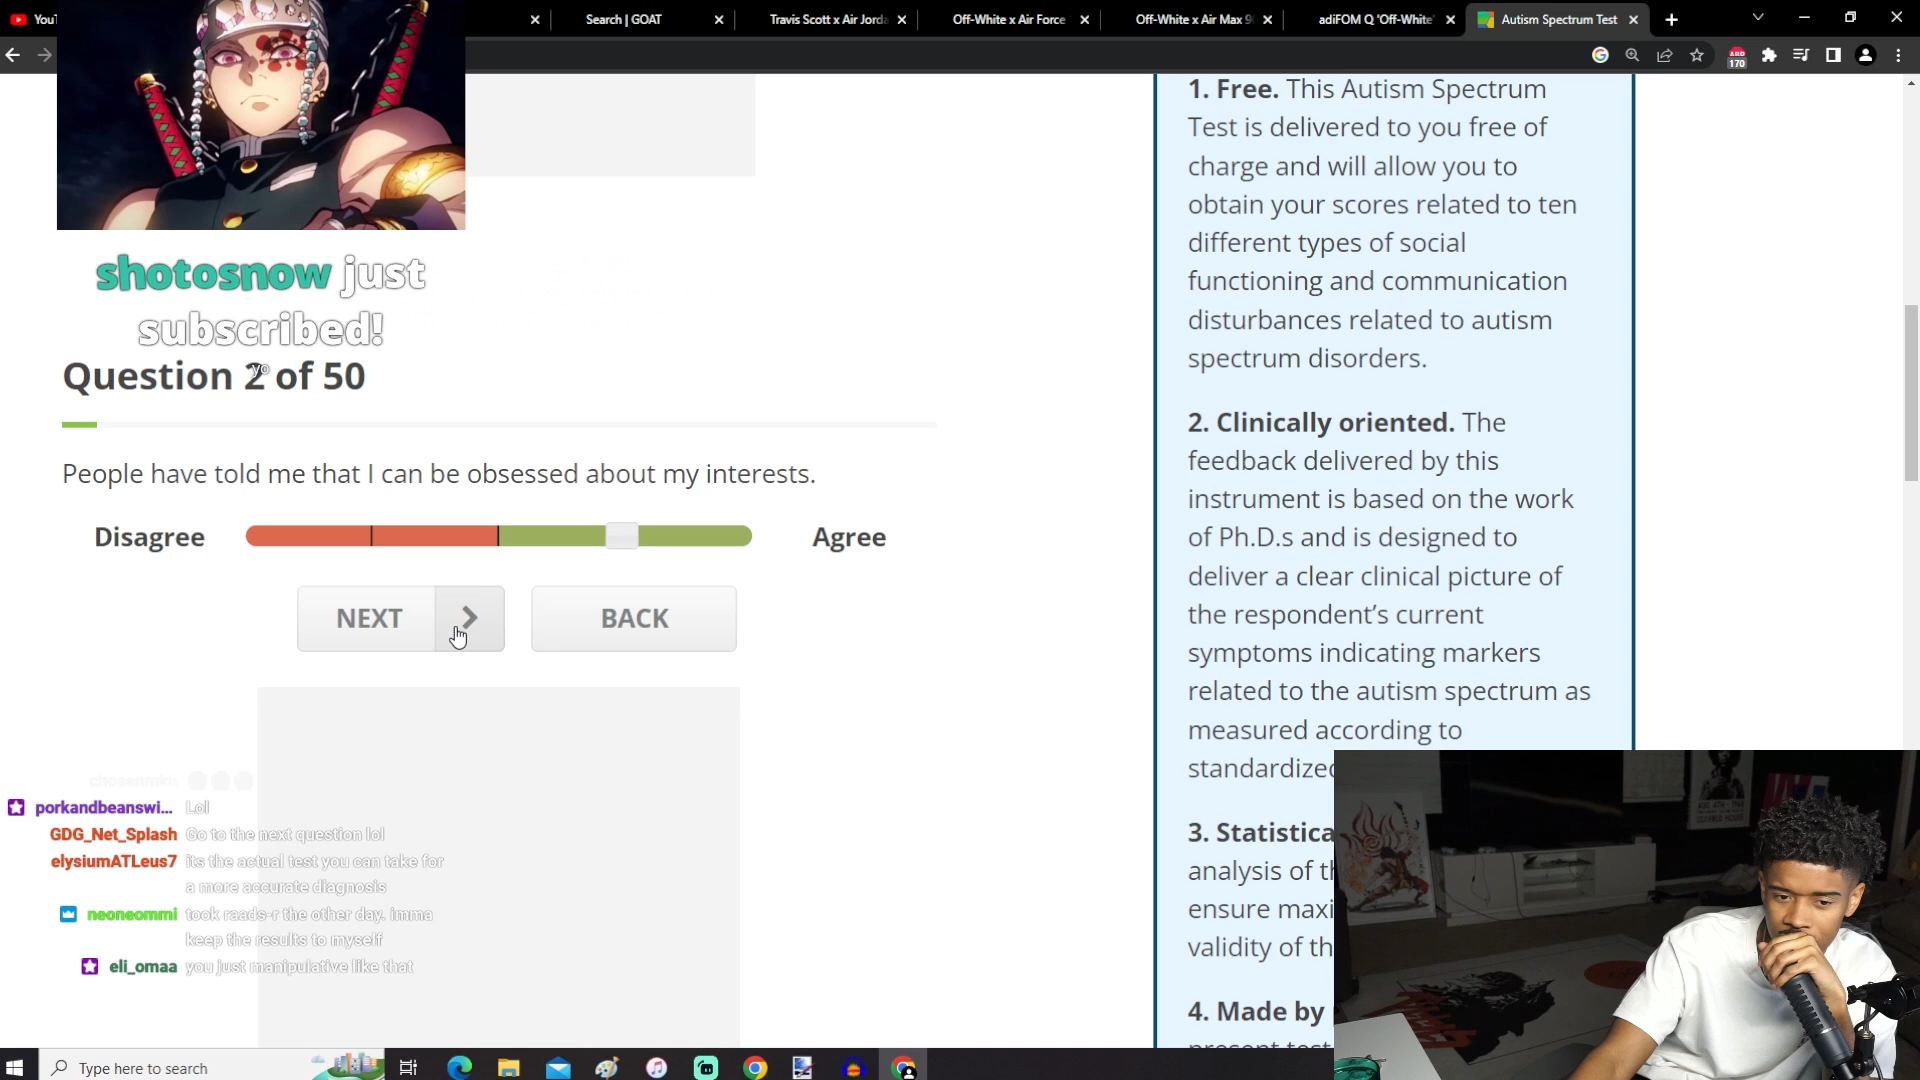 YouT
Search | GOAT
Travis Scott x Air Jorda
Off-White x Air Force
Off-White x Air Max 9
adiFOM Q 'Off-White'
Autism Spectrum Test
170
shotosnow just
subscribed!
yo
Question 2 of 50
People have told me that I can be obsessed about my interests.
Disagree
Agree
NEXT
BACK
1. Free. This Autism Spectrum
Test is delivered to you free of
charge and will allow you to
obtain your scores related to ten
different types of social
functioning and communication
disturbances related to autism
spectrum disorders.
2. Clinically oriented. The
feedback delivered by this
instrument is based on the work
of Ph.D.s and is designed to
deliver a clear clinical picture of
the respondent's current
symptoms indicating markers
related to the autism spectrum as
measured according to
standardized
3. Statistica
analysis of th
ensure maxi
validity of th
4. Made by
present test
porkandbeanswi... Lol
GDG_Net_Splash Go to the next question lol
elysiumATLeus7 its the actual test you can take for
a more accurate diagnosis
neoneommi took raads-r the other day. imma
keep the results to myself
eli_omaa you just manipulative like that
Type here to search